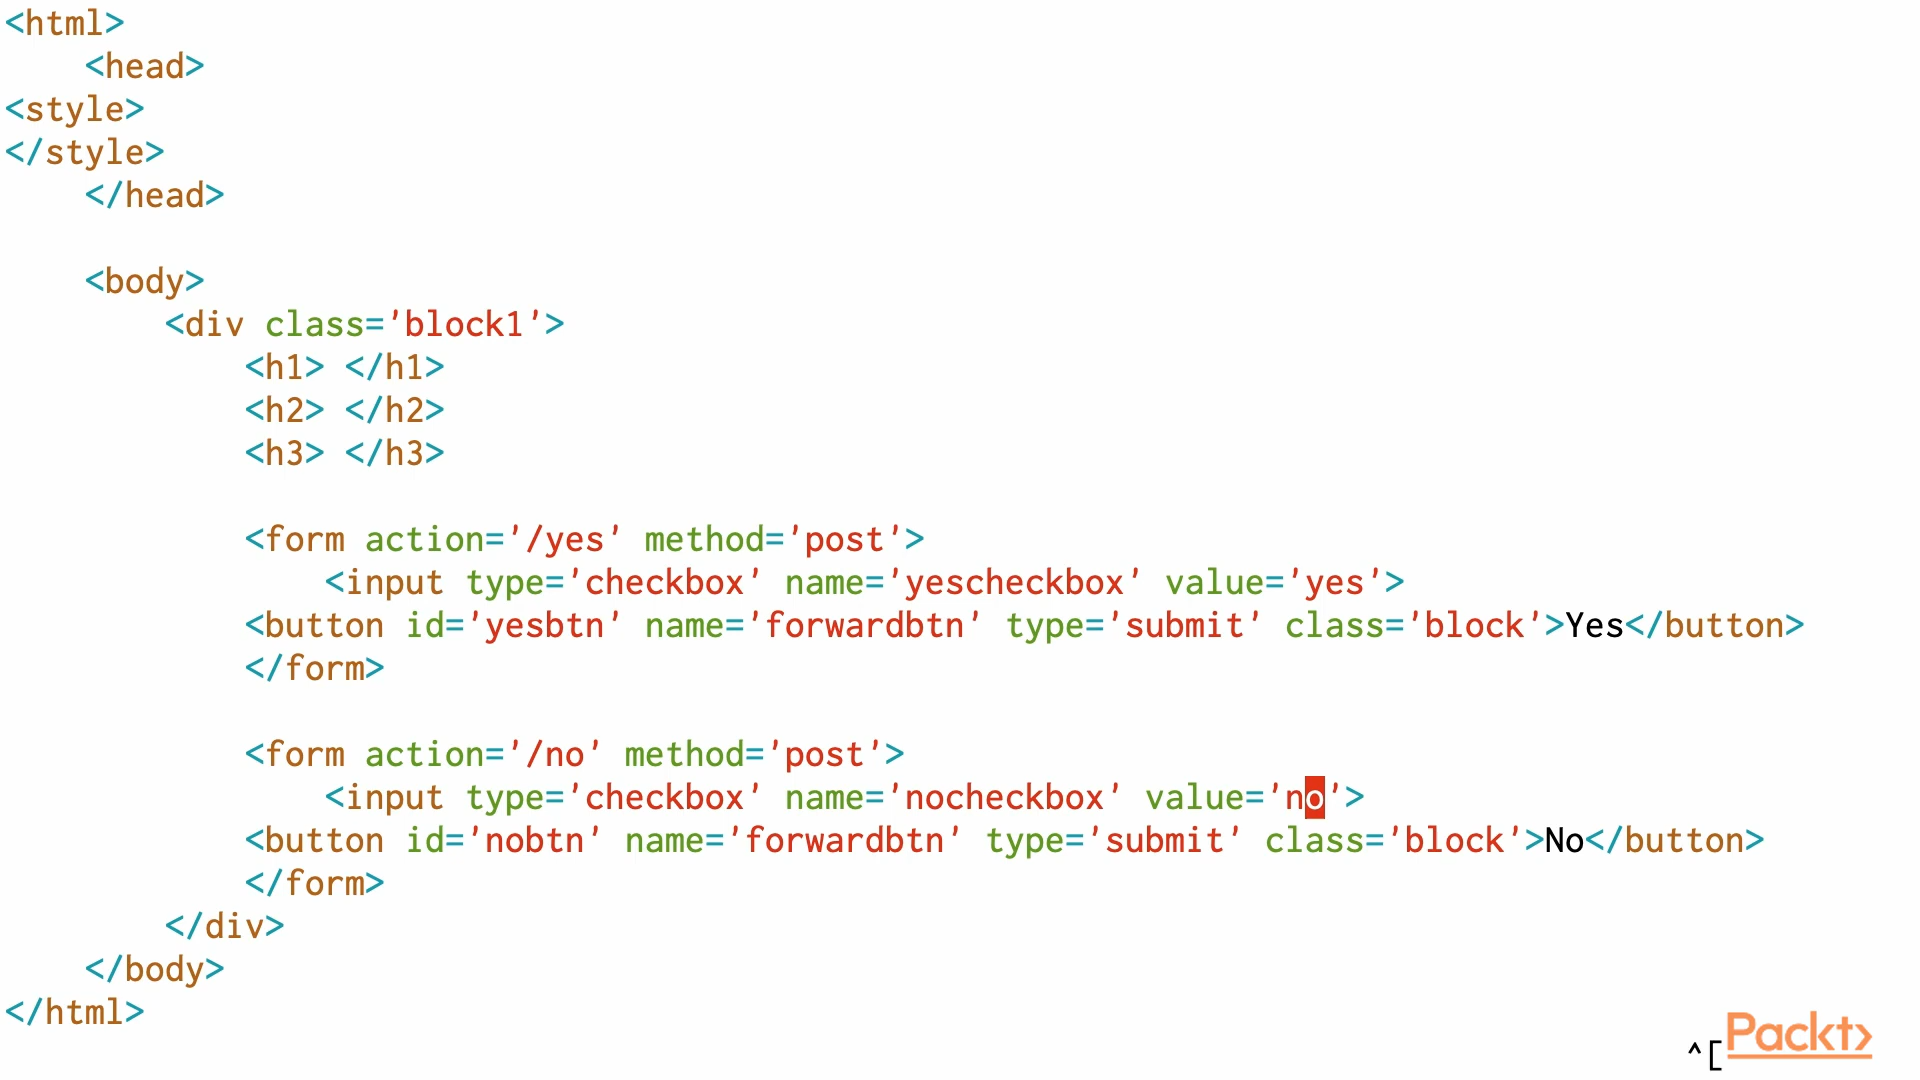 <html>
    <head>
<style>
</style>
    </head>

    <body>
        <div class='block1'>
            <h1> </h1>
            <h2> </h2>
            <h3> </h3>

            <form action='/yes' method='post'>
                <input type='checkbox' name='yescheckbox' value='yes'>
            <button id='yesbtn' name='forwardbtn' type='submit' class='block'>Yes</button>
            </form>

            <form action='/no' method='post'>
                <input type='checkbox' name='nocheckbox' value='no'>
            <button id='nobtn' name='forwardbtn' type='submit' class='block'>No</button>
            </form>
        </div>
    </body>
</html>
^[
Packt>